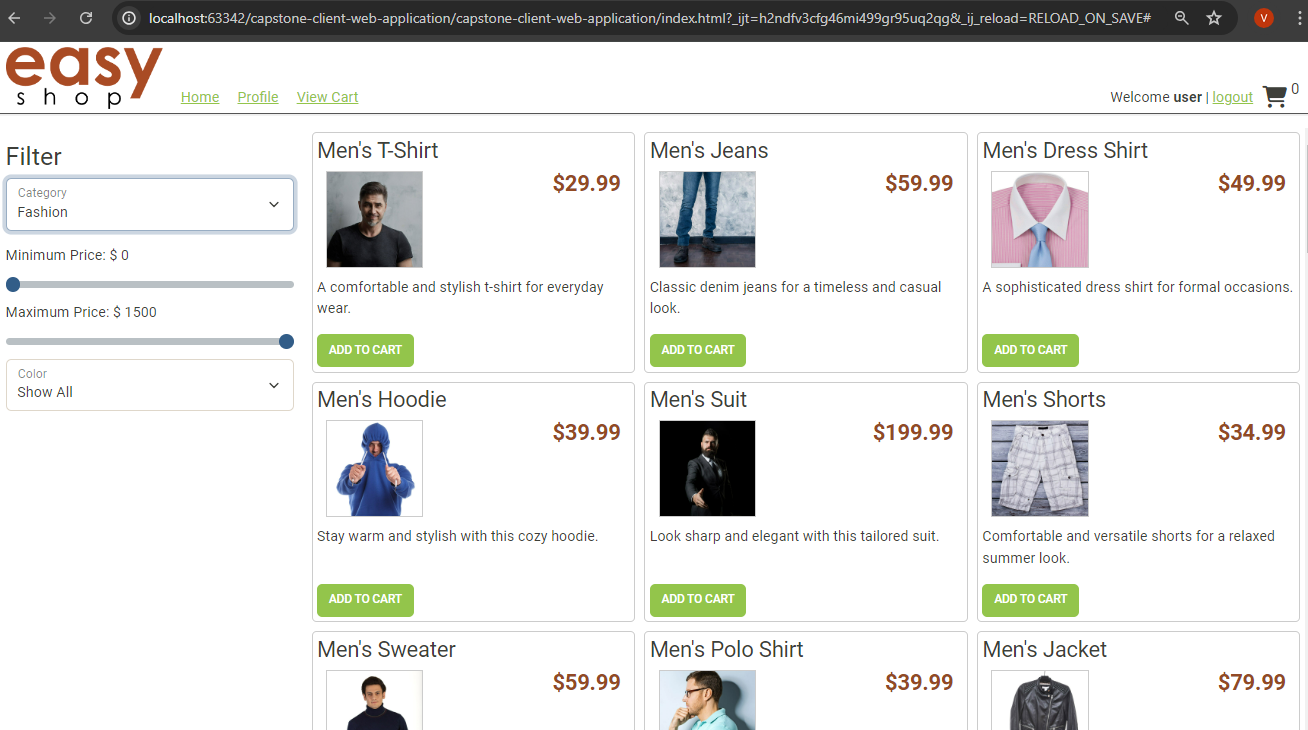 localhost:63342/capstone-client-web-application/capstone-client-web-application/index.html?_ijt=h2ndfv3cfg46mi499gr95uq2qg&_ij_reload=RELOAD_ON_SAVE#
V
easy
shop
Home Profile View Cart
Welcome user | logout 0
Filter
Category
Fashion
Minimum Price: $ 0
Maximum Price: $ 1500
Color
Show All
Men's T-Shirt
$29.99
A comfortable and stylish t-shirt for everyday
wear.
ADD TO CART
Men's Jeans
$59.99
Classic denim jeans for a timeless and casual
look.
ADD TO CART
Men's Dress Shirt
$49.99
A sophisticated dress shirt for formal occasions.
ADD TO CART
Men's Hoodie
$39.99
Stay warm and stylish with this cozy hoodie.
ADD TO CART
Men's Suit
$199.99
Look sharp and elegant with this tailored suit.
ADD TO CART
Men's Shorts
$34.99
Comfortable and versatile shorts for a relaxed
summer look.
ADD TO CART
Men's Sweater
$59.99
Men's Polo Shirt
$39.99
Men's Jacket
$79.99